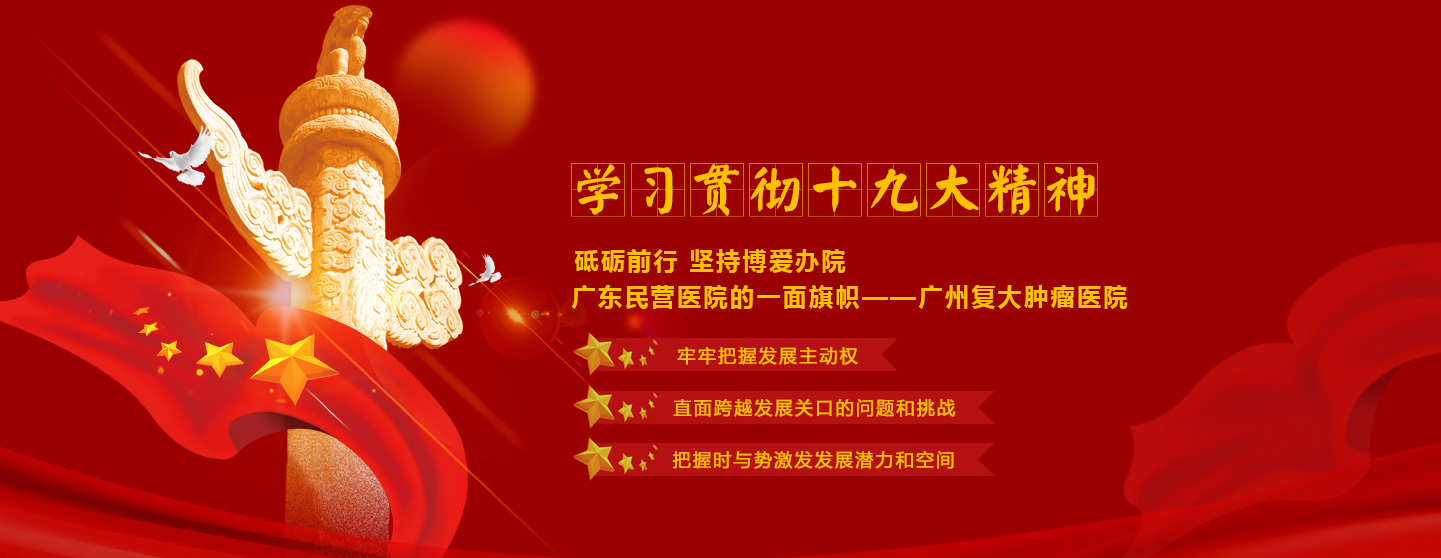 学习贯彻十九大精神
砥砺前行 坚持博爱办院
广东民营医院的一面旗帜——广州复大肿瘤医院
牢牢把握发展主动权
直面跨越发展关口的问题和挑战
把握时与势激发发展潜力和空间